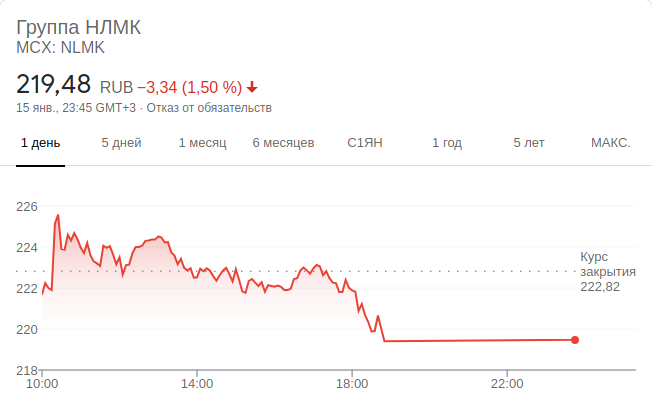 Группа НЛМК
MCX: NLMK
219,48 RUB −3,34 (1,50 %)
15 янв., 23:45 GMT+3 · Отказ от обязательств
1 день 5 дней 1 месяц 6 месяцев С1ЯН 1 год 5 лет МАКС.
226
224
Курс
закрытия
222,82
222
220
218
10:00 14:00 18:00 22:00